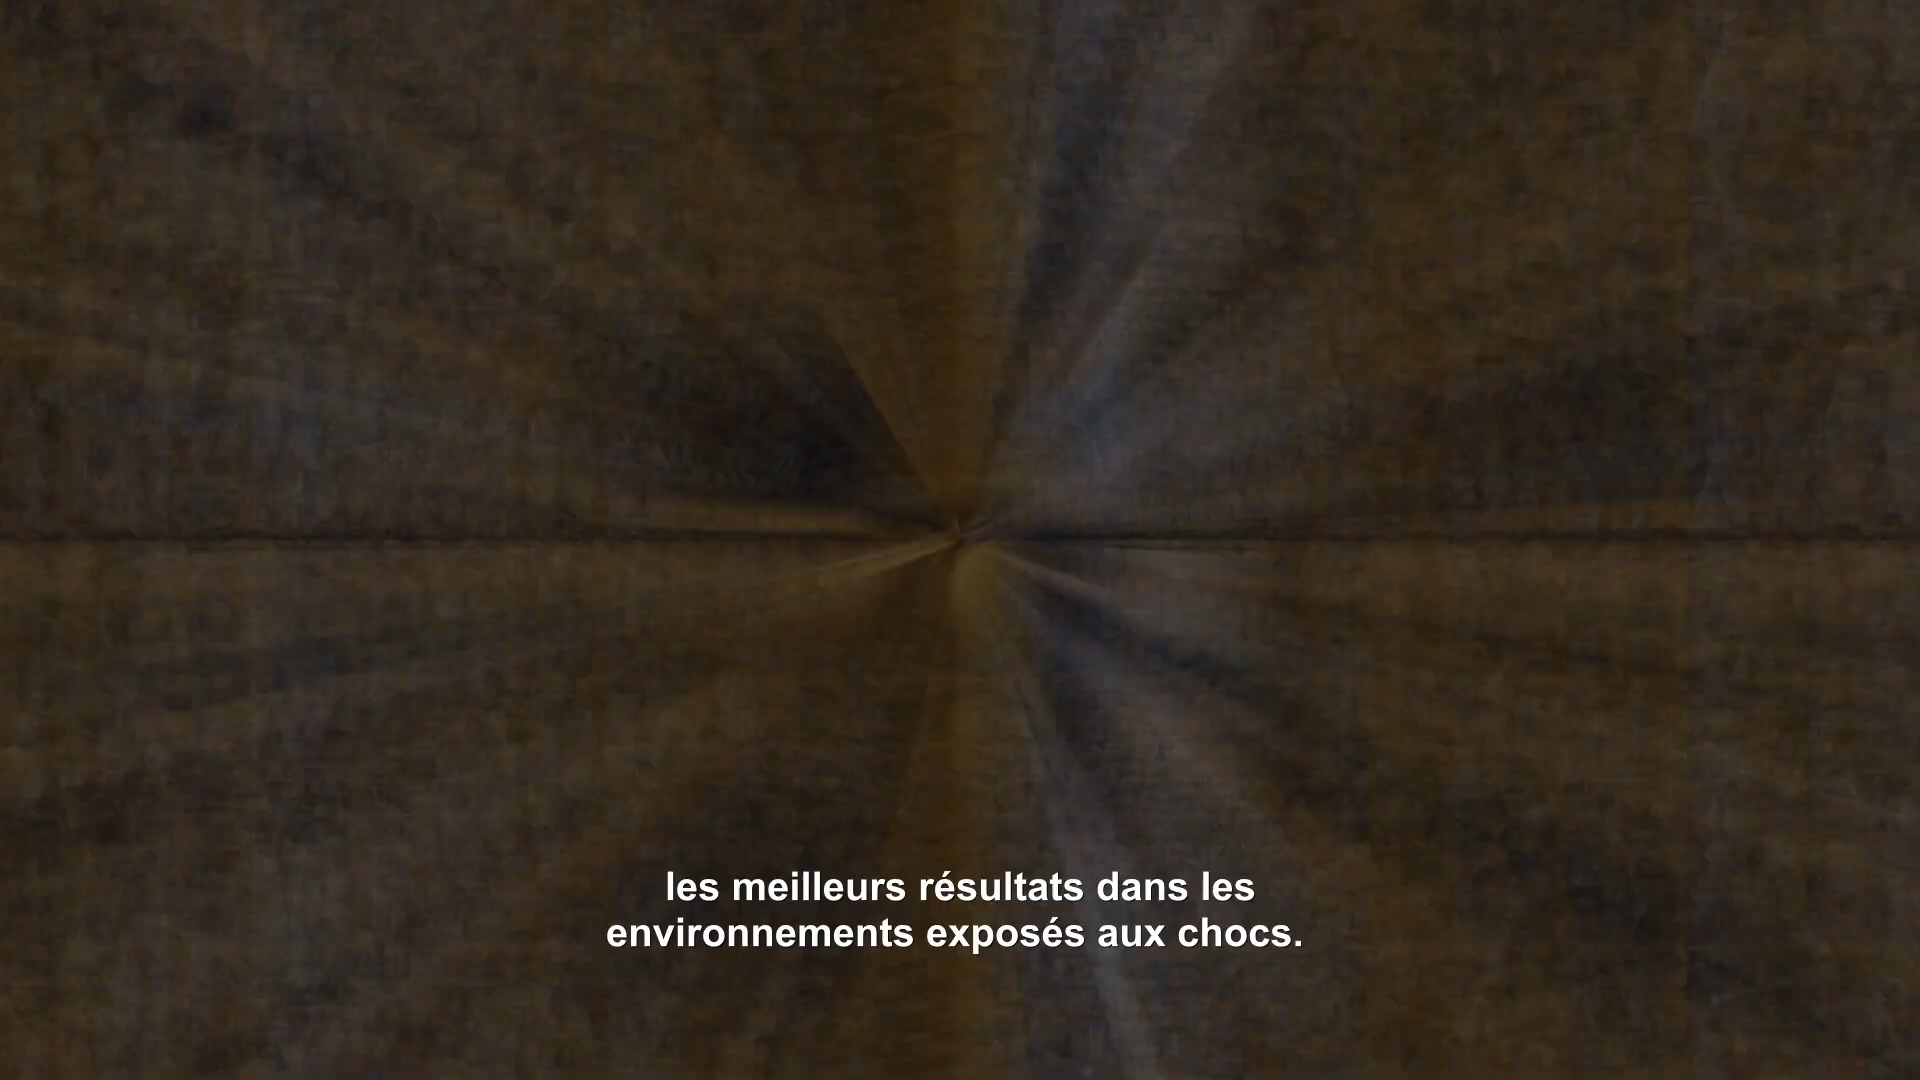 les meilleurs résultats dans les
environnements exposés aux chocs.